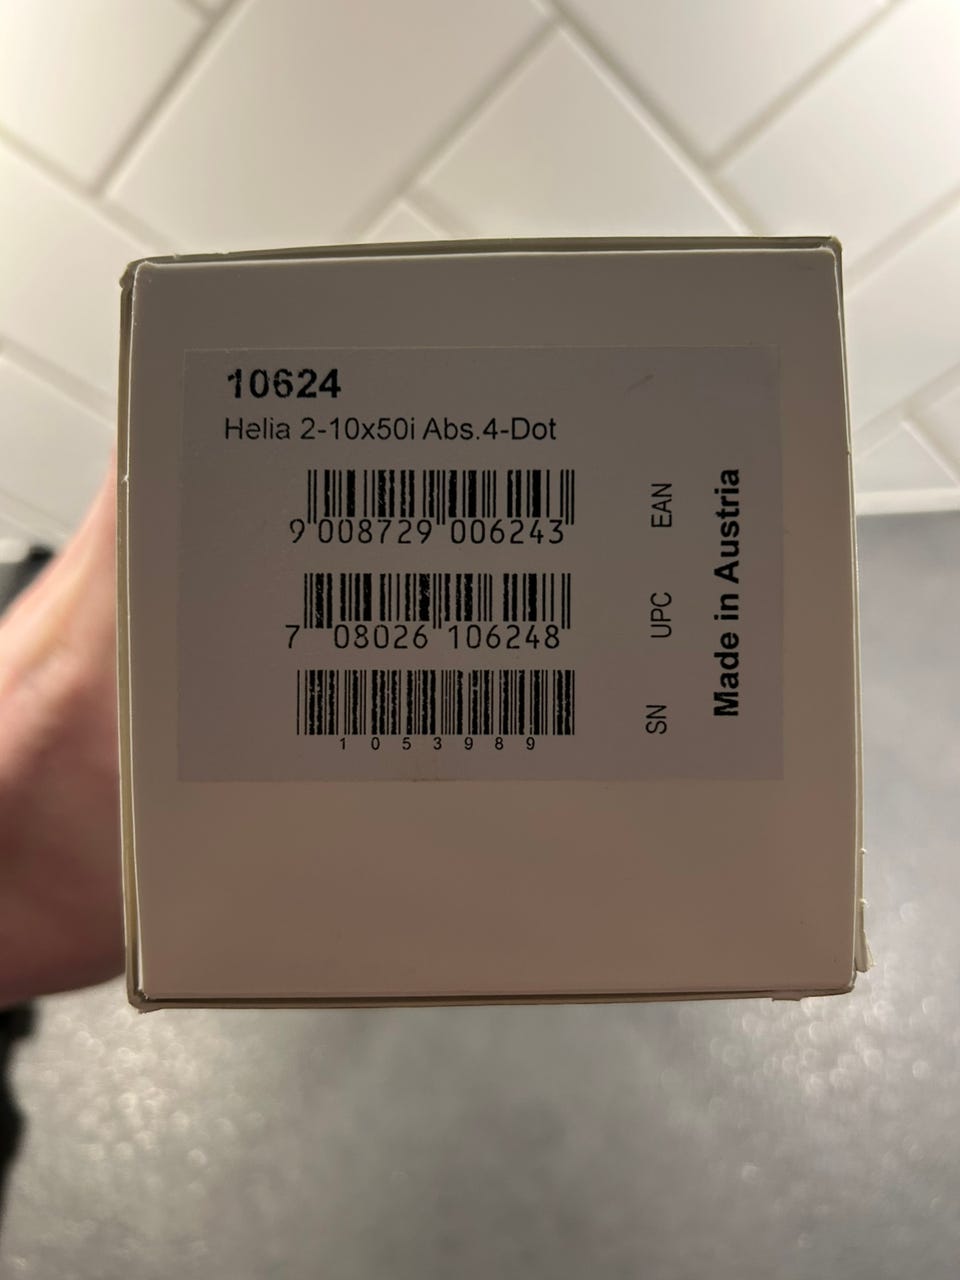 10624
Helia 2-10x50i Abs.4-Dot
9 008729 006243
EAN
7 08026 106248
UPC
1053989
SN
Made in Austria